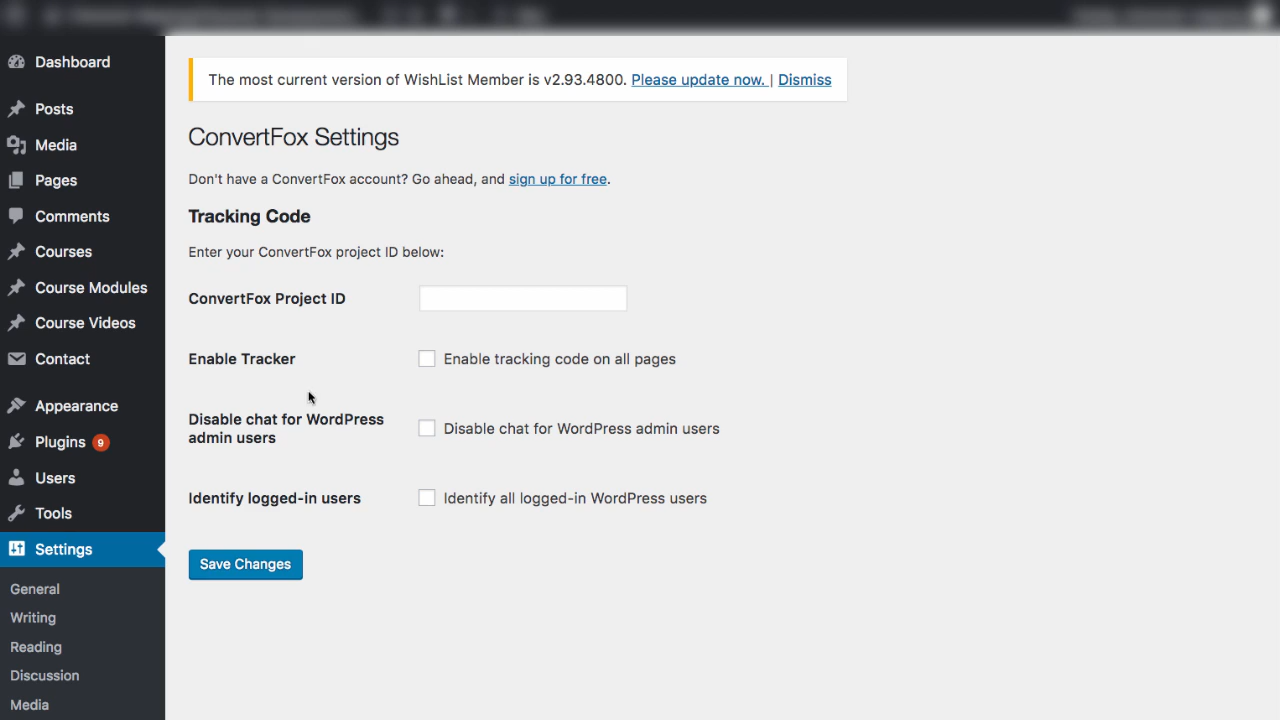 Dashboard
Posts
Media
Pages
Comments
Courses
Course Modules
Course Videos
Contact
Appearance
Plugins 9
Users
Tools
Settings
General
Writing
Reading
Discussion
Media
The most current version of WishList Member is v2.93.4800. Please update now. | Dismiss
ConvertFox Settings
Don't have a ConvertFox account? Go ahead, and sign up for free.
Tracking Code
Enter your ConvertFox project ID below:
ConvertFox Project ID
Enable Tracker
Enable tracking code on all pages
Disable chat for WordPress
admin users
Disable chat for WordPress admin users
Identify logged-in users
Identify all logged-in WordPress users
Save Changes